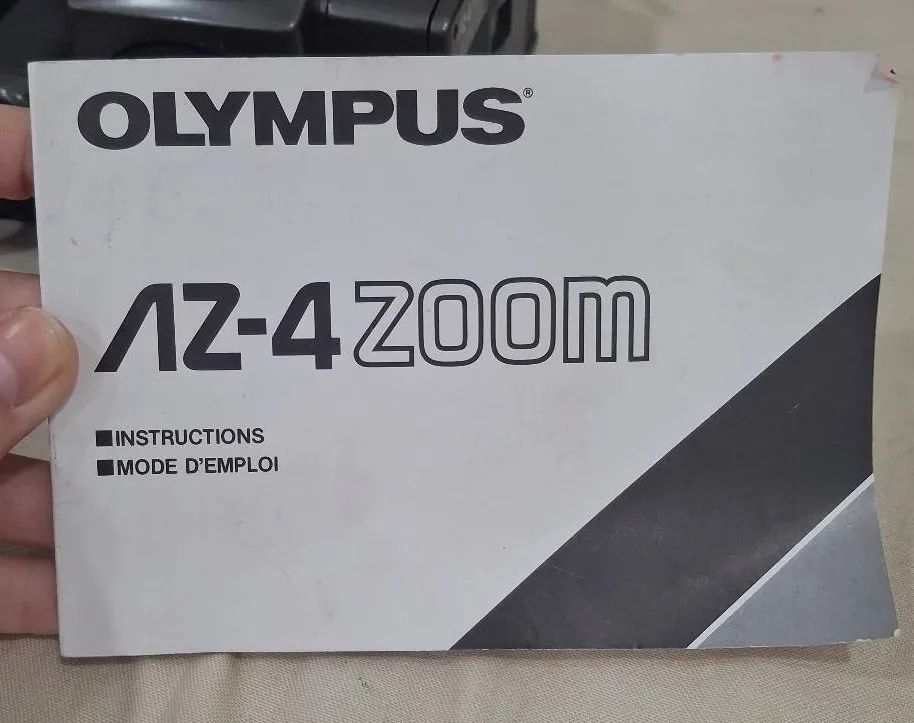 OLYMPUS®
AZ-4 zoom
■INSTRUCTIONS
■MODE D'EMPLOI